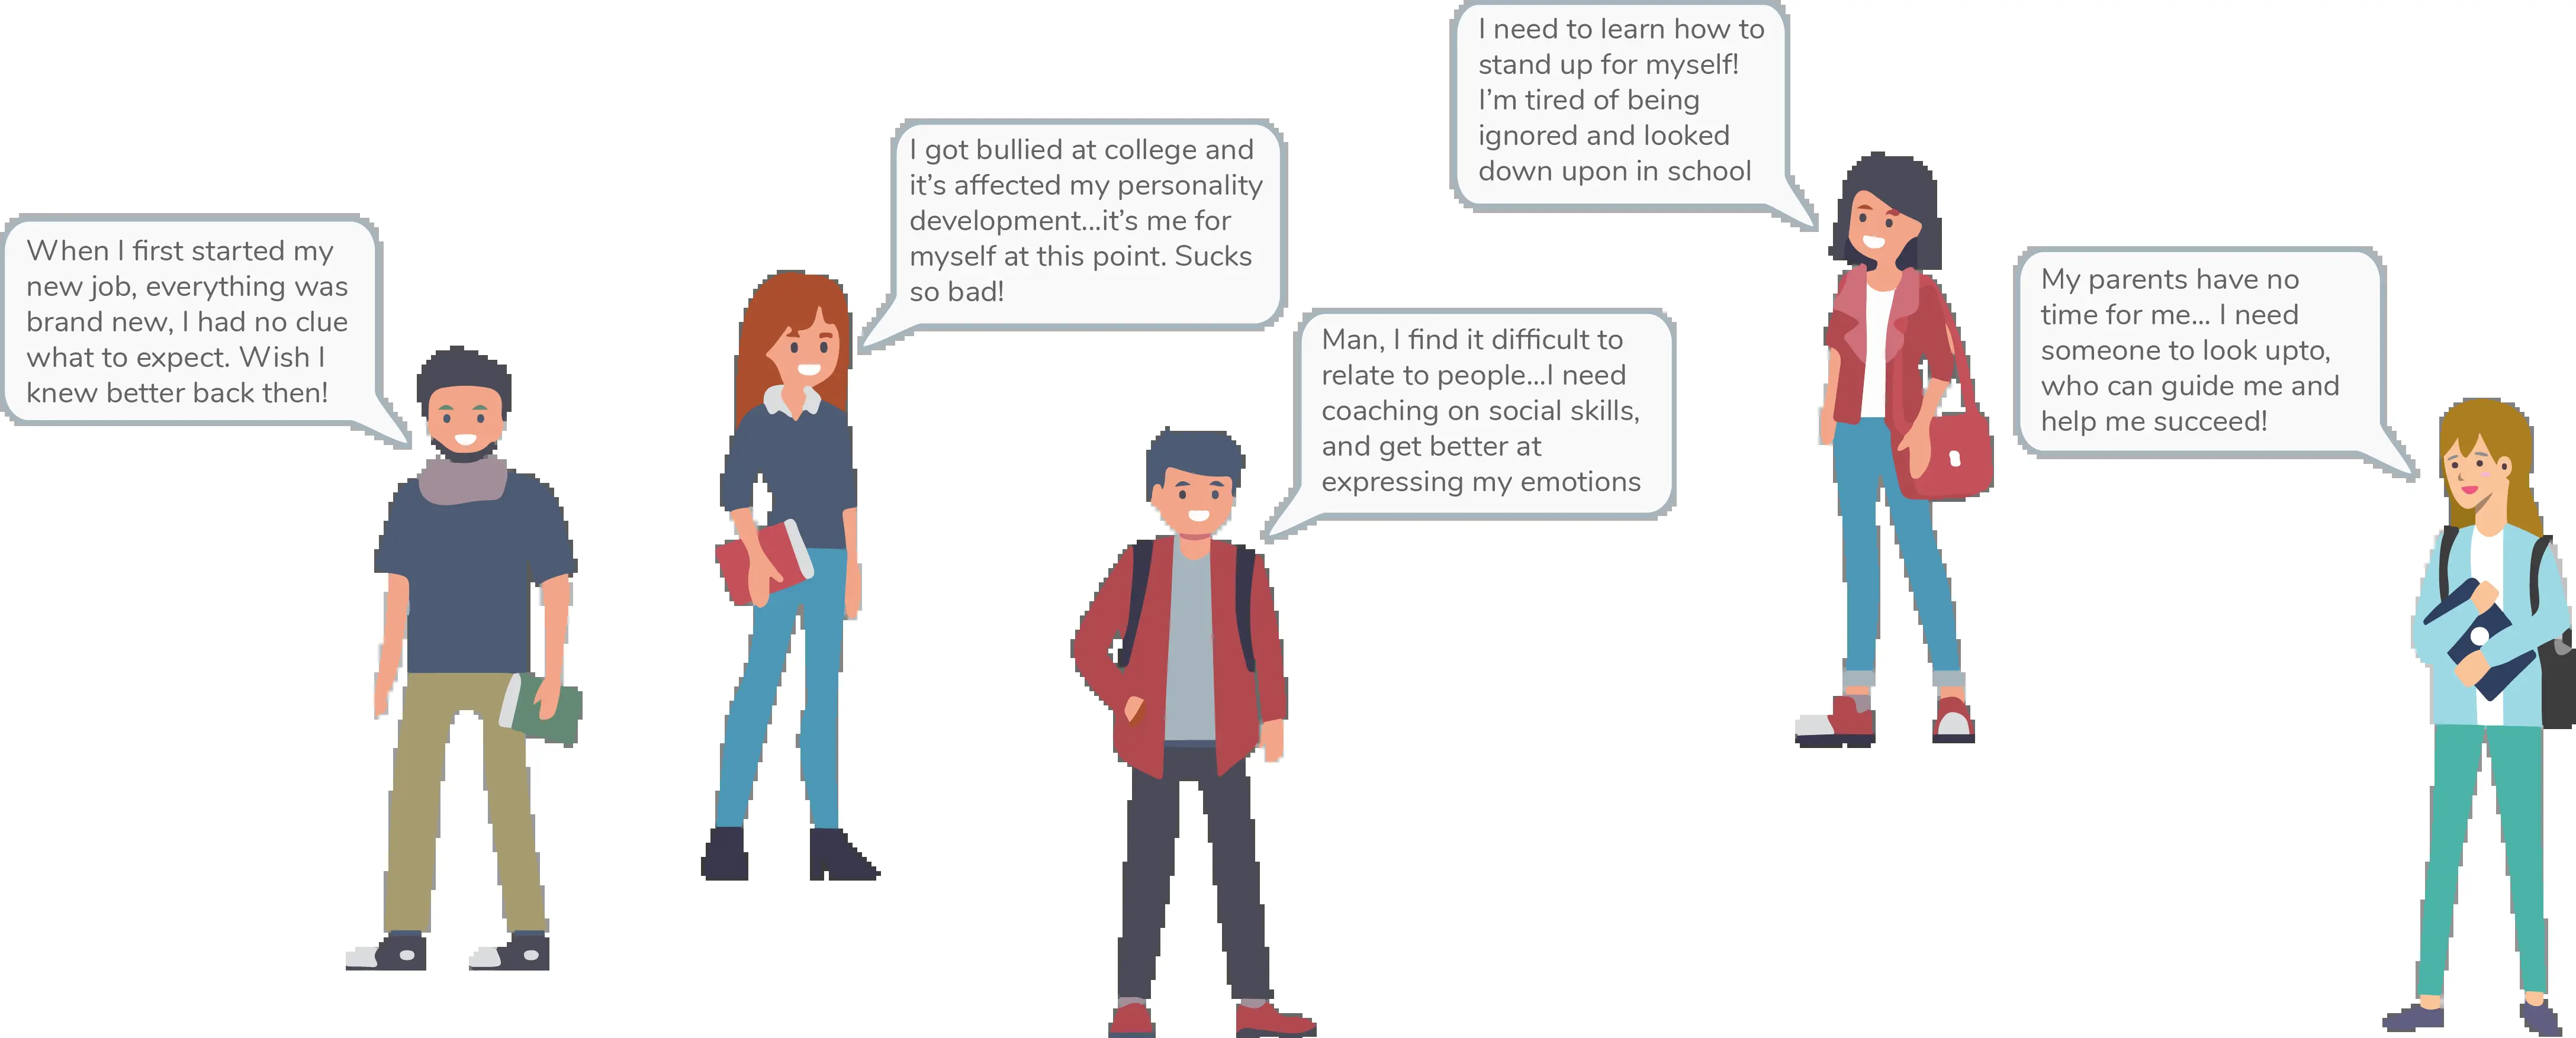 When I first started my
new job, everything was
brand new, I had no clue
what to expect. Wish I
knew better back then!
I got bullied at college and
it’s affected my personality
development...it’s me for
myself at this point. Sucks
so bad!
Man, I find it difficult to
relate to people...I need
coaching on social skills,
and get better at
expressing my emotions
I need to learn how to
stand up for myself!
I’m tired of being
ignored and looked
down upon in school
My parents have no
time for me... I need
someone to look upto,
who can guide me and
help me succeed!